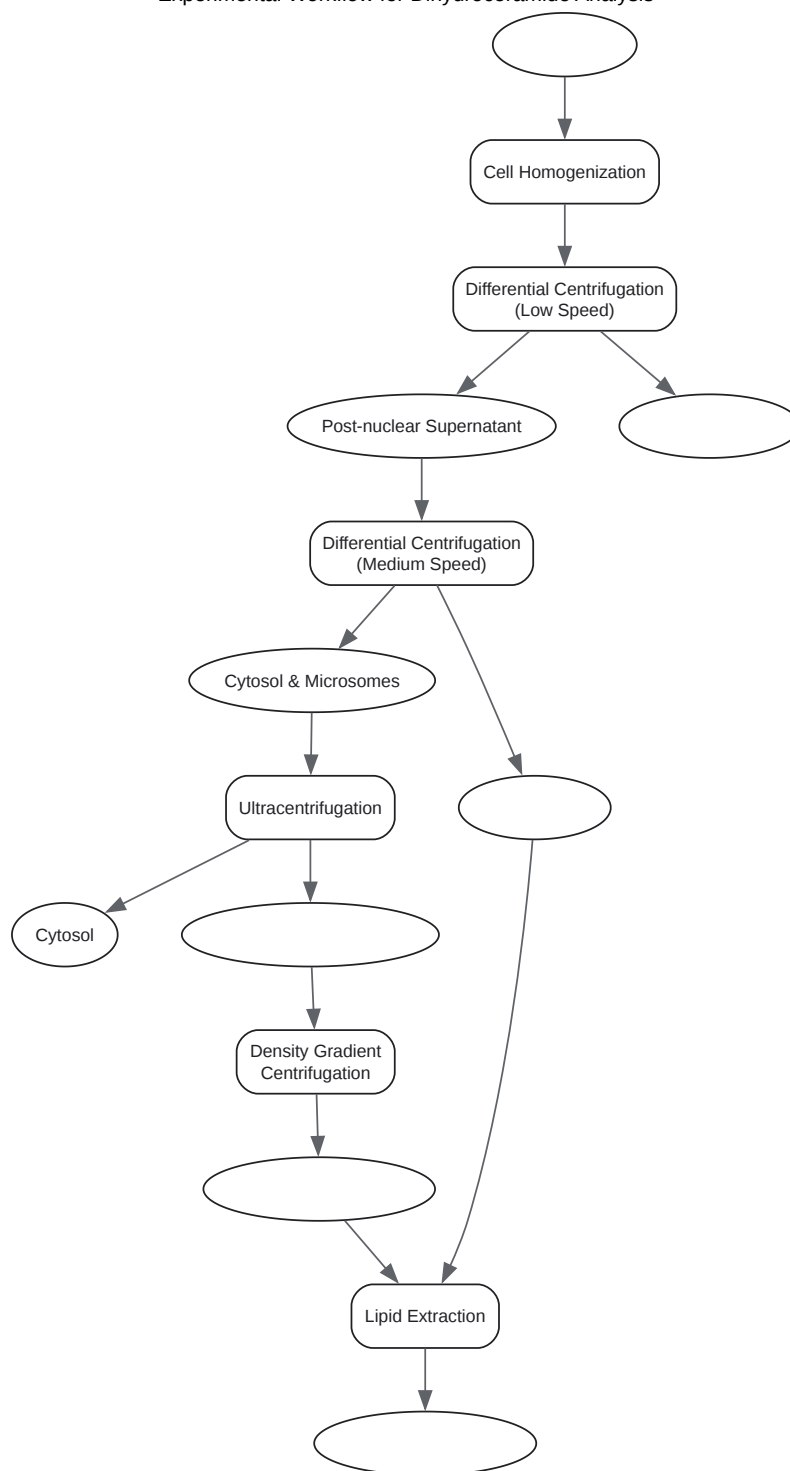 Experimental Workflow for Dihydroceramide Analysis
Cell Homogenization
Differential Centrifugation
(Low Speed)
Post-nuclear Supernatant
Differential Centrifugation
(Medium Speed)
Cytosol & Microsomes
Ultracentrifugation
Cytosol
Density Gradient
Centrifugation
Lipid Extraction